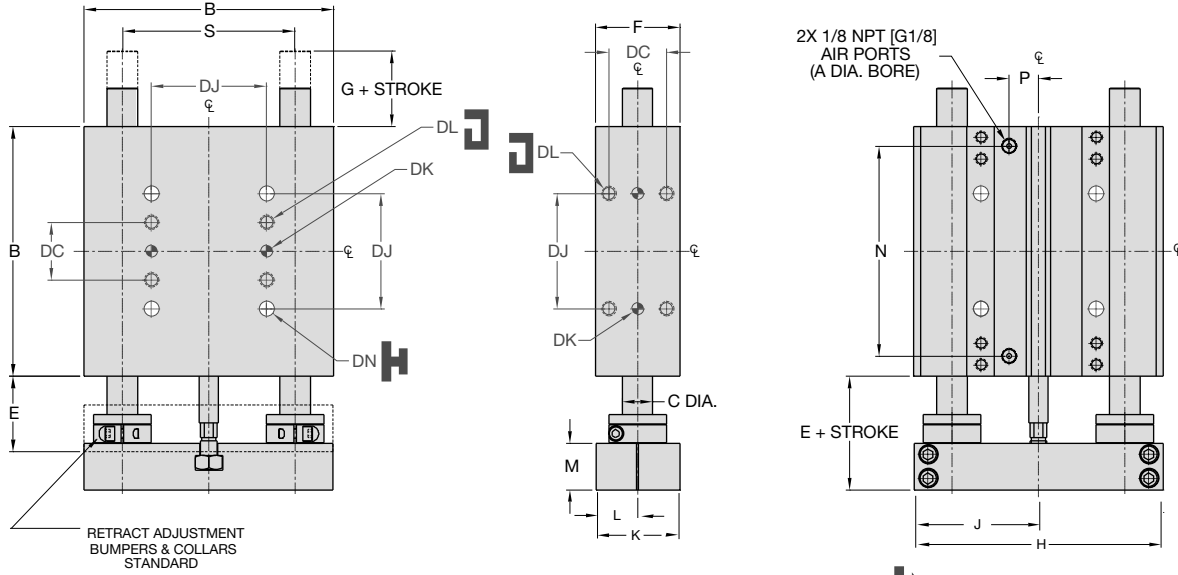 B
S
DJ
℄
G + STROKE
DL J
DK
B
DC
℄
DJ
DN H
E
RETRACT ADJUSTMENT
BUMPERS & COLLARS
STANDARD
F
DC
℄
J DL
DJ
℄
DK
C DIA.
M
L
K
2X 1/8 NPT [G1/8]
AIR PORTS
(A DIA. BORE)
℄
P
N
℄
E + STROKE
J
H